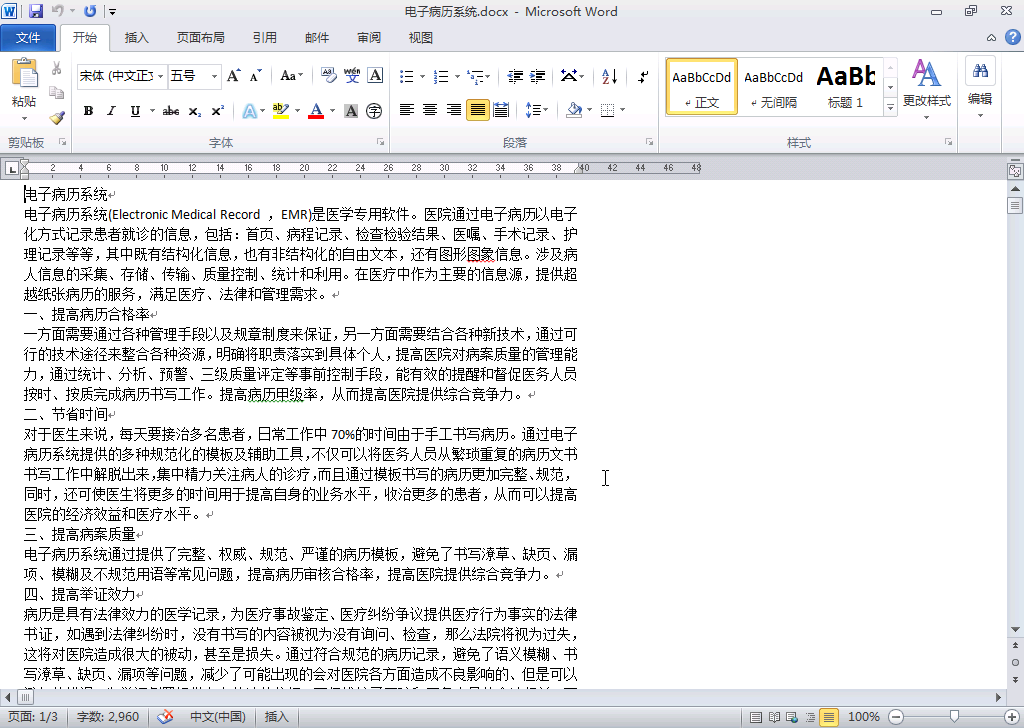 电子病历系统.docx - Microsoft Word
文件 开始 插入 页面布局 引用 邮件 审阅 视图
粘贴
宋体 (中文正 五号
AaBbCcDd AaBbCcDd AaBb
正文 无间隔 标题 1
更改样式 编辑
剪贴板 字体 段落 样式
2 4 6 8 10 12 14 16 18 20 22 24 26 28 30 32 34 36 38 40 42 44 46 48
电子病历系统
电子病历系统(Electronic Medical Record ，EMR)是医学专用软件。医院通过电子病历以电子
化方式记录患者就诊的信息，包括：首页、病程记录、检查检验结果、医嘱、手术记录、护
理记录等等，其中既有结构化信息，也有非结构化的自由文本，还有图形图象信息。涉及病
人信息的采集、存储、传输、质量控制、统计和利用。在医疗中作为主要的信息源，提供超
越纸张病历的服务，满足医疗、法律和管理需求。
一、提高病历合格率
一方面需要通过各种管理手段以及规章制度来保证，另一方面需要结合各种新技术，通过可
行的技术途径来整合各种资源，明确将职责落实到具体个人，提高医院对病案质量的管理能
力，通过统计、分析、预警、三级质量评定等事前控制手段，能有效的提醒和督促医务人员
按时、按质完成病历书写工作。提高病历甲级率，从而提高医院提供综合竞争力。
二、节省时间
对于医生来说，每天要接治多名患者，日常工作中 70%的时间由于手工书写病历。通过电子
病历系统提供的多种规范化的模板及辅助工具，不仅可以将医务人员从繁琐重复的病历文书
书写工作中解脱出来，集中精力关注病人的诊疗，而且通过模板书写的病历更加完整、规范，
同时，还可使医生将更多的时间用于提高自身的业务水平，收治更多的患者，从而可以提高
医院的经济效益和医疗水平。
三、提高病案质量
电子病历系统通过提供了完整、权威、规范、严谨的病历模板，避免了书写潦草、缺页、漏
项、模糊及不规范用语等常见问题，提高病历审核合格率，提高医院提供综合竞争力。
四、提高举证效力
病历是具有法律效力的医学记录，为医疗事故鉴定、医疗纠纷争议提供医疗行为事实的法律
书证，如遇到法律纠纷时，没有书写的内容被视为没有询问、检查，那么法院将视为过失，
这将对医院造成很大的被动，甚至是损失。通过符合规范的病历记录，避免了语义模糊、书
写潦草、缺页、漏项等问题，减少了可能出现的会对医院各方面造成不良影响的、但是可以
页面: 1/3 字数: 2,960 中文(中国) 插入 100%